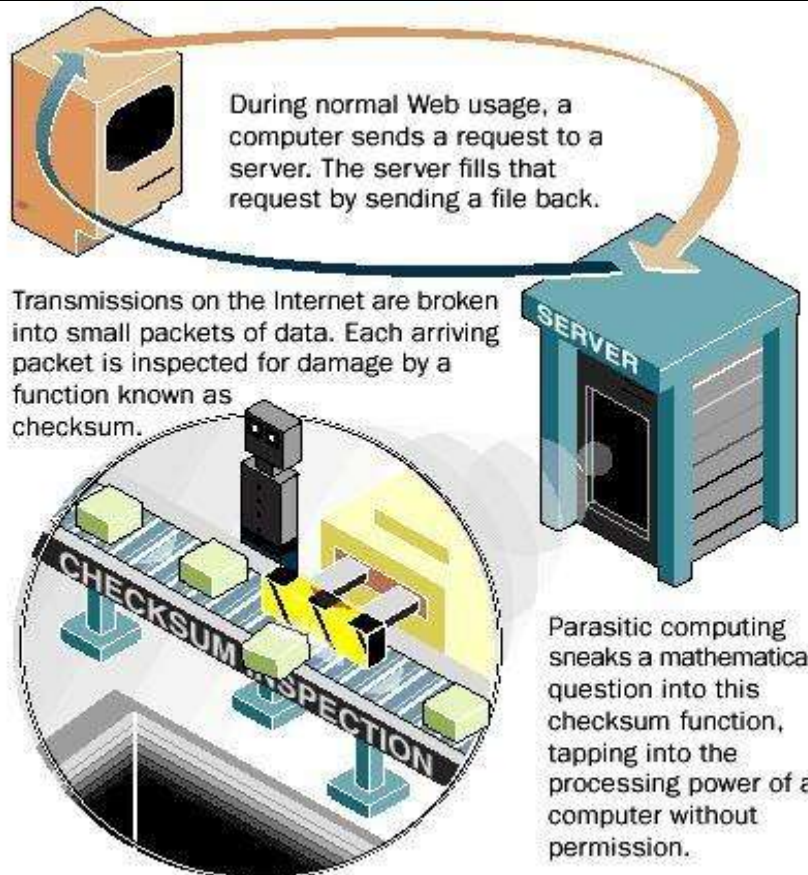 During normal Web usage, a
computer sends a request to a
server. The server fills that
request by sending a file back.
Transmissions on the Internet are broken
into small packets of data. Each arriving
packet is inspected for damage by a
function known as
checksum.
SERVER
CHECKSUM INSPECTION
Parasitic computing
sneaks a mathematica
question into this
checksum function,
tapping into the
processing power of a
computer without
permission.